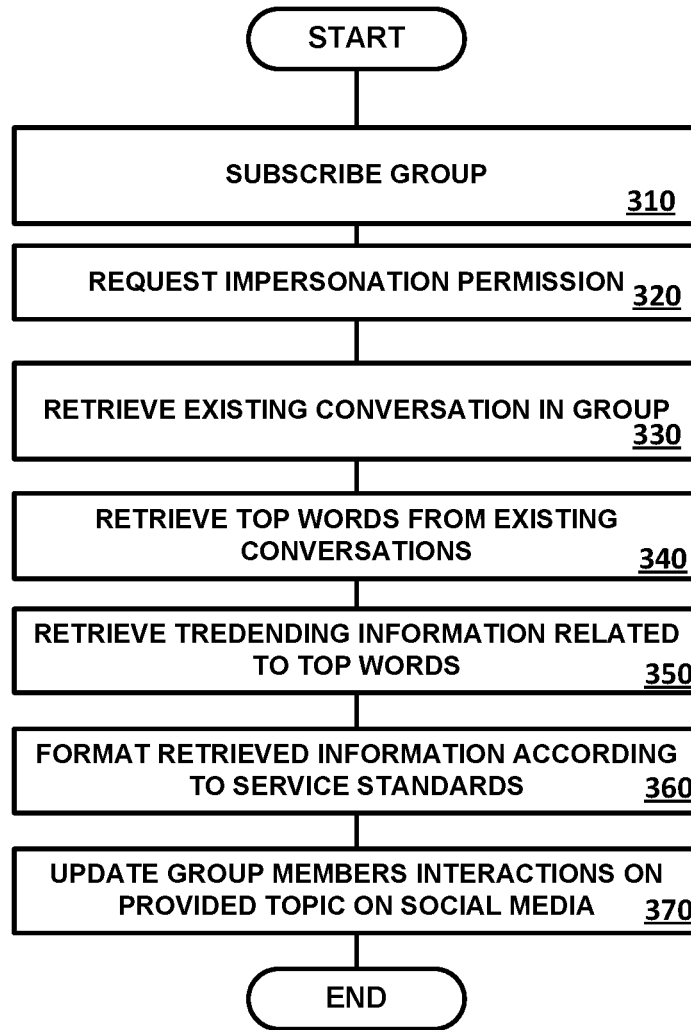 START
SUBSCRIBE GROUP
310
REQUEST IMPERSONATION PERMISSION
320
RETRIEVE EXISTING CONVERSATION IN GROUP
330
RETRIEVE TOP WORDS FROM EXISTING
CONVERSATIONS
340
RETRIEVE TREDENDING INFORMATION RELATED
TO TOP WORDS
350
FORMAT RETRIEVED INFORMATION ACCORDING
TO SERVICE STANDARDS
360
UPDATE GROUP MEMBERS INTERACTIONS ON
PROVIDED TOPIC ON SOCIAL MEDIA
370
END